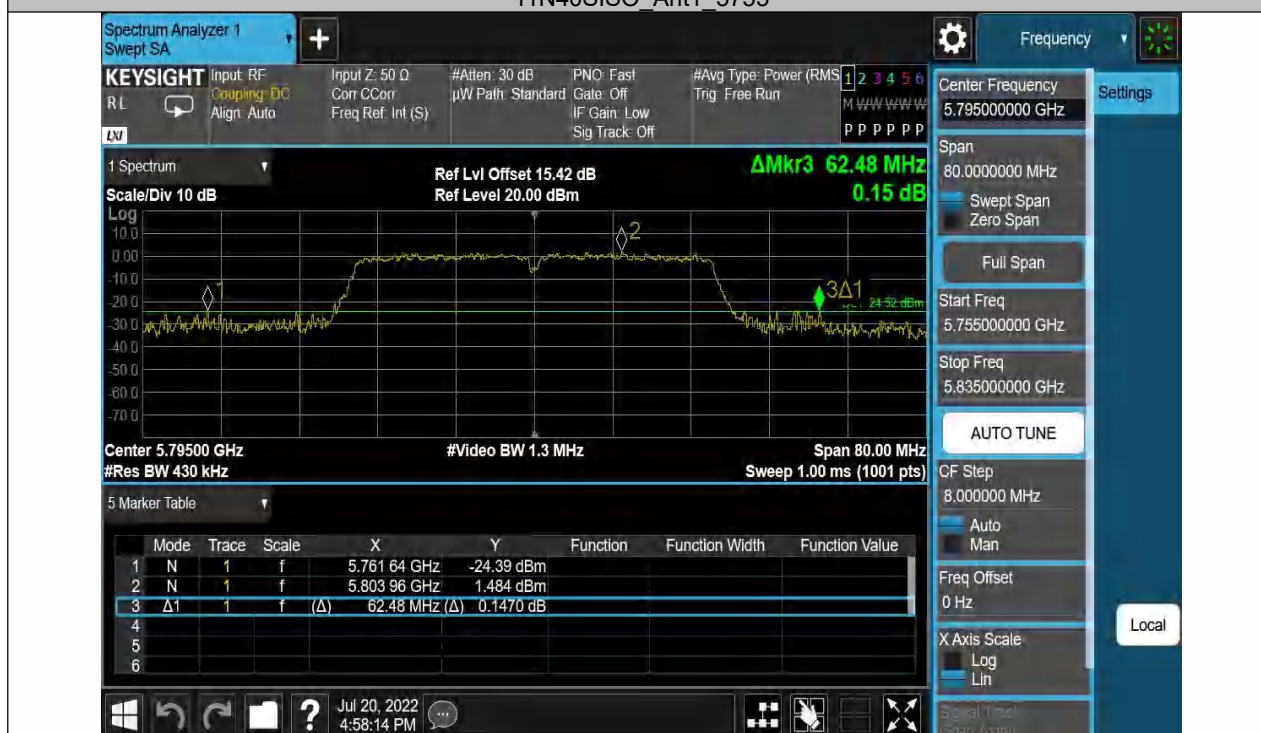 Spectrum Analyzer 1
Swept SA
Frequency
KEYSIGHT
RL
LXI
Input: RF
Coupling: DC
Align: Auto
Input Z: 50 Ω
Corr CCorr
Freq Ref: Int (S)
#Atten: 30 dB
µW Path: Standard
PNO: Fast
Gate: Off
IF Gain: Low
Sig Track: Off
#Avg Type: Power (RMS
Trig: Free Run
1 2 3 4 5 6
M W W W W W
P P P P P P
1 Spectrum
Scale/Div 10 dB
Ref Lvl Offset 15.42 dB
Ref Level 20.00 dBm
ΔMkr3 62.48 MHz
0.15 dB
Log
10.0
0.00
-10.0
-20.0
-30.0
-40.0
-50.0
-60.0
-70.0
1
2
3Δ1
24.52 dBm
Center 5.79500 GHz
#Res BW 430 kHz
#Video BW 1.3 MHz
Span 80.00 MHz
Sweep 1.00 ms (1001 pts)
5 Marker Table
Mode Trace Scale X Y Function Function Width Function Value
1 N 1 f 5.761 64 GHz -24.39 dBm
2 N 1 f 5.803 96 GHz 1.484 dBm
3 Δ1 1 f (Δ) 62.48 MHz (Δ) 0.1470 dB
4
5
6
Jul 20, 2022
4:58:14 PM
Center Frequency
5.795000000 GHz
Settings
Span
80.0000000 MHz
Swept Span
Zero Span
Full Span
Start Freq
5.755000000 GHz
Stop Freq
5.835000000 GHz
AUTO TUNE
CF Step
8.000000 MHz
Auto
Man
Freq Offset
0 Hz
X Axis Scale
Log
Lin
Local